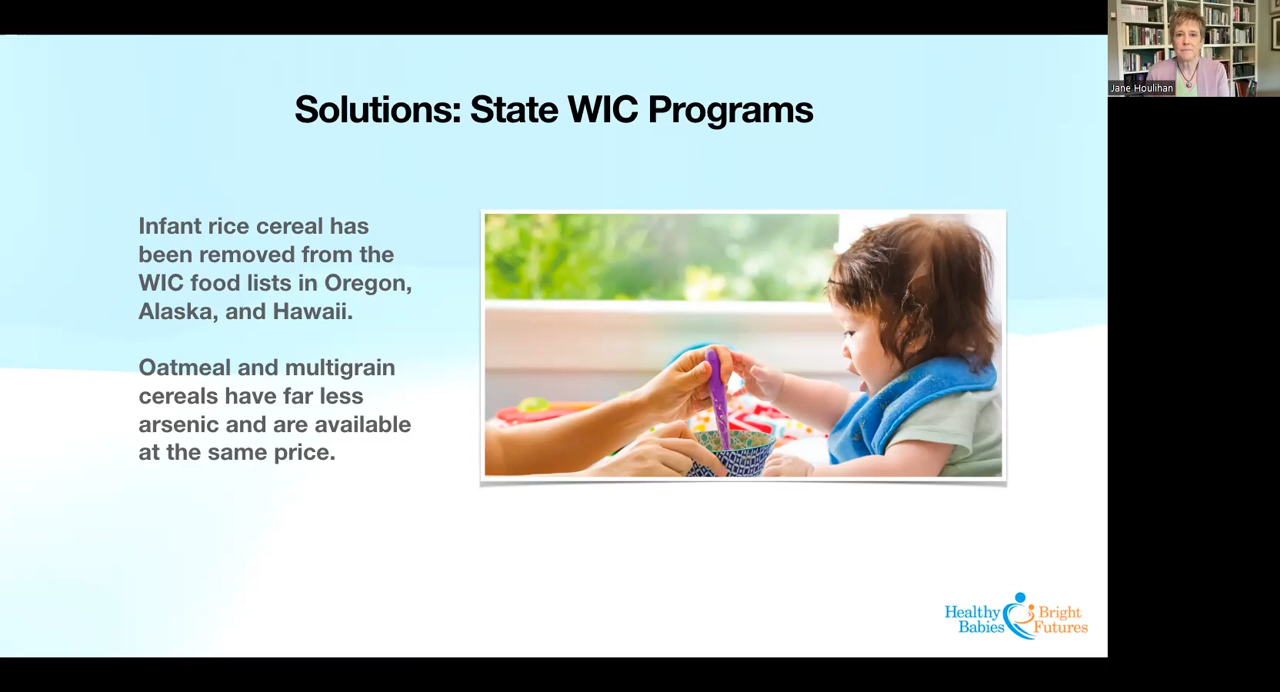 Solutions: State WIC Programs
Infant rice cereal has
been removed from the
WIC food lists in Oregon,
Alaska, and Hawaii.
Oatmeal and multigrain
cereals have far less
arsenic and are available
at the same price.
Healthy Bright
Babies Futures
Jane Houlihan